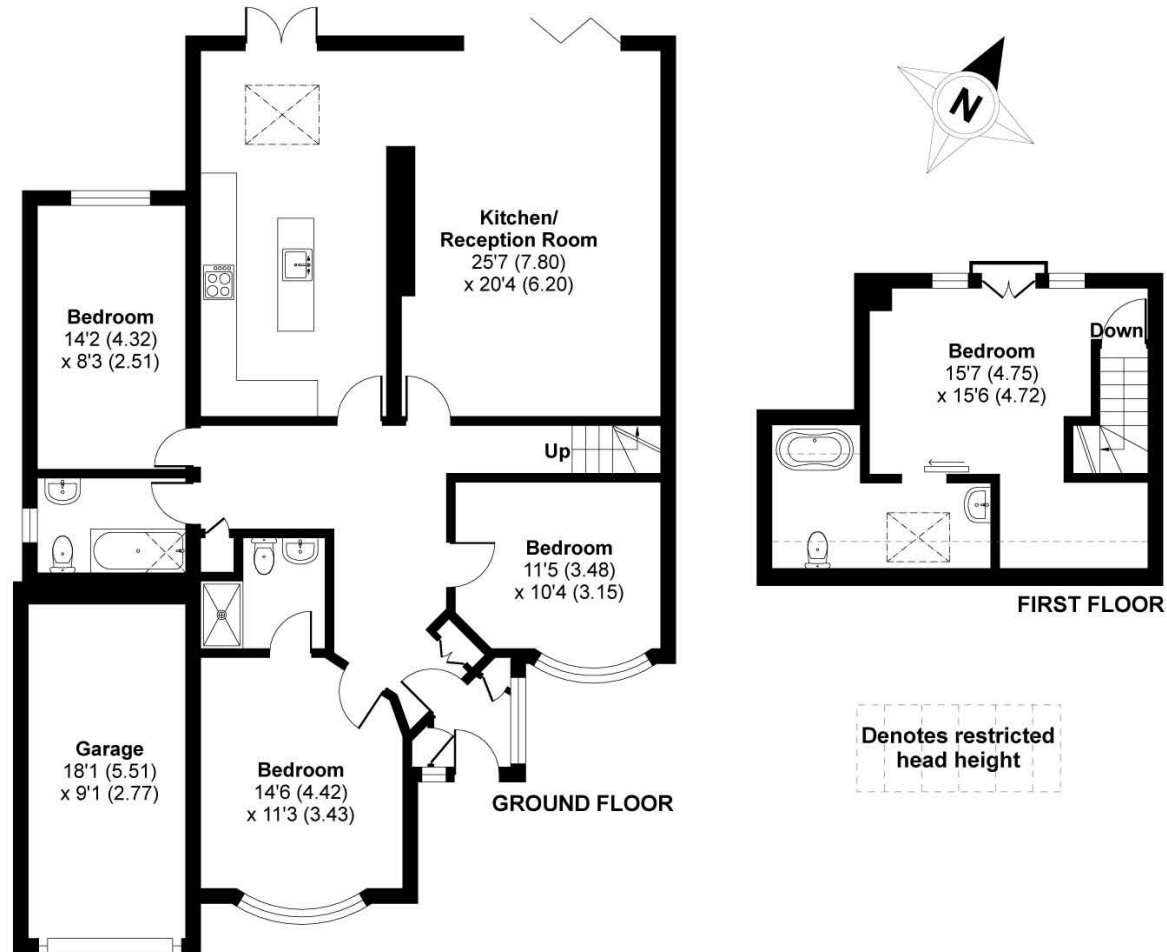 N
Kitchen/
Reception Room
25'7 (7.80)
x 20'4 (6.20)
Bedroom
14'2 (4.32)
x 8'3 (2.51)
Up
Bedroom
11'5 (3.48)
x 10'4 (3.15)
Garage
18'1 (5.51)
x 9'1 (2.77)
Bedroom
14'6 (4.42)
x 11'3 (3.43)
GROUND FLOOR
Down
Bedroom
15'7 (4.75)
x 15'6 (4.72)
FIRST FLOOR
Denotes restricted
head height